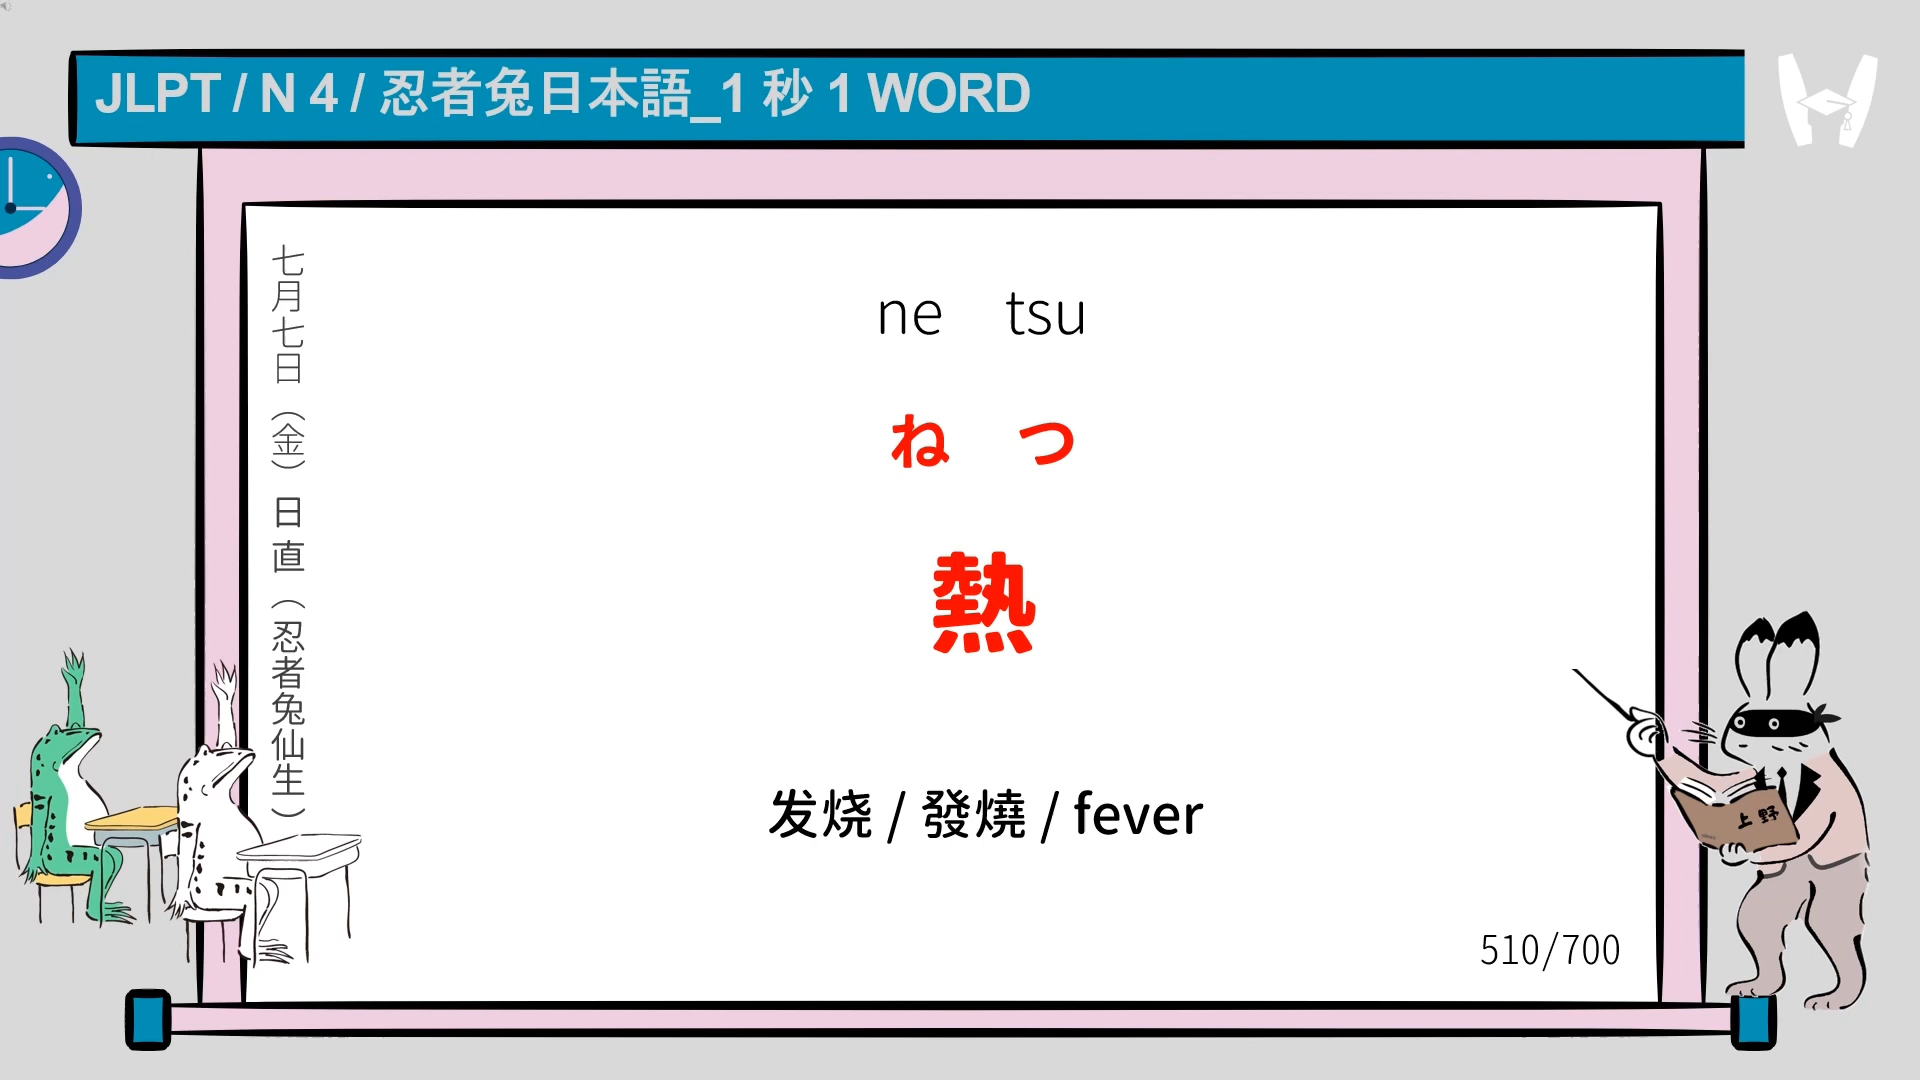 JLPT / N 4 / 忍者兔日本語_1 秒 1 WORD
七月七日（金）日直（忍者兔仙生）
ne tsu
ね つ
熱
发烧 / 發燒 / fever
上野
510/700